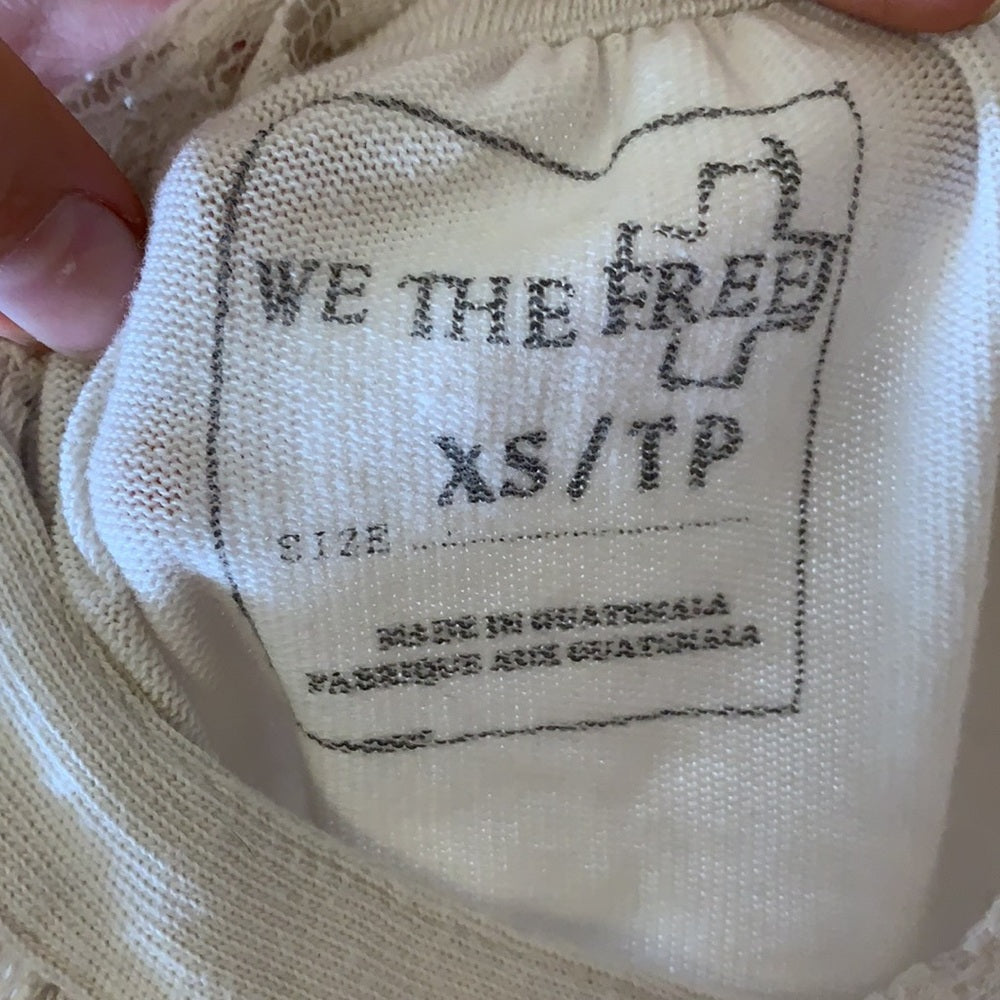 WE THE FREE
XS/TP
SIZE
MADE IN GUATEMALA
FABRIQUE AUX GUATEMALA